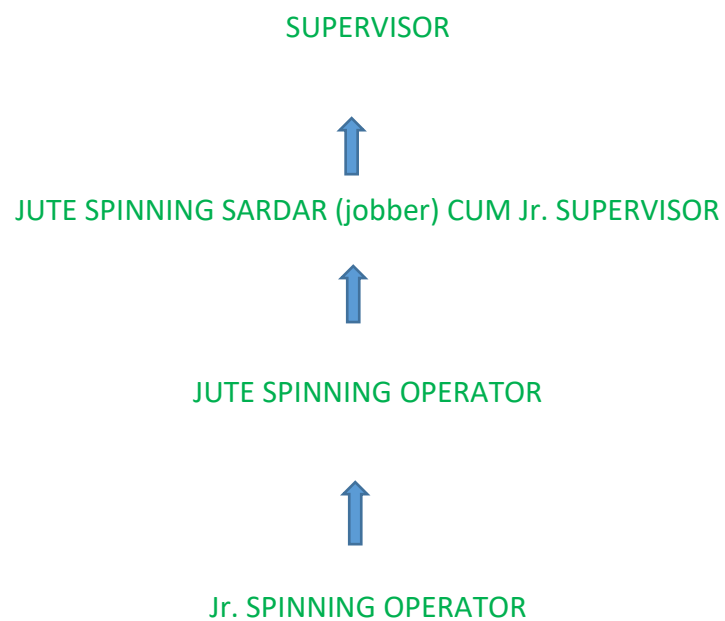 SUPERVISOR
JUTE SPINNING SARDAR (jobber) CUM Jr. SUPERVISOR
JUTE SPINNING OPERATOR
Jr. SPINNING OPERATOR